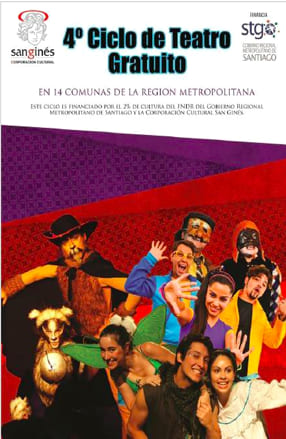 sanginés
CORPORACIÓN CULTURAL
FINANCIA
stgo
GOBIERNO REGIONAL
METROPOLITANO DE
SANTIAGO
4º Ciclo de Teatro
Gratuito
EN 14 COMUNAS DE LA REGION METROPOLITANA
ESTE CICLO ES FINANCIADO POR EL 2% DE CULTURA DEL FNDR DEL GOBIERNO REGIONAL
METROPOLITANO DE SANTIAGO Y LA CORPORACIÓN CULTURAL SAN GINÉS.